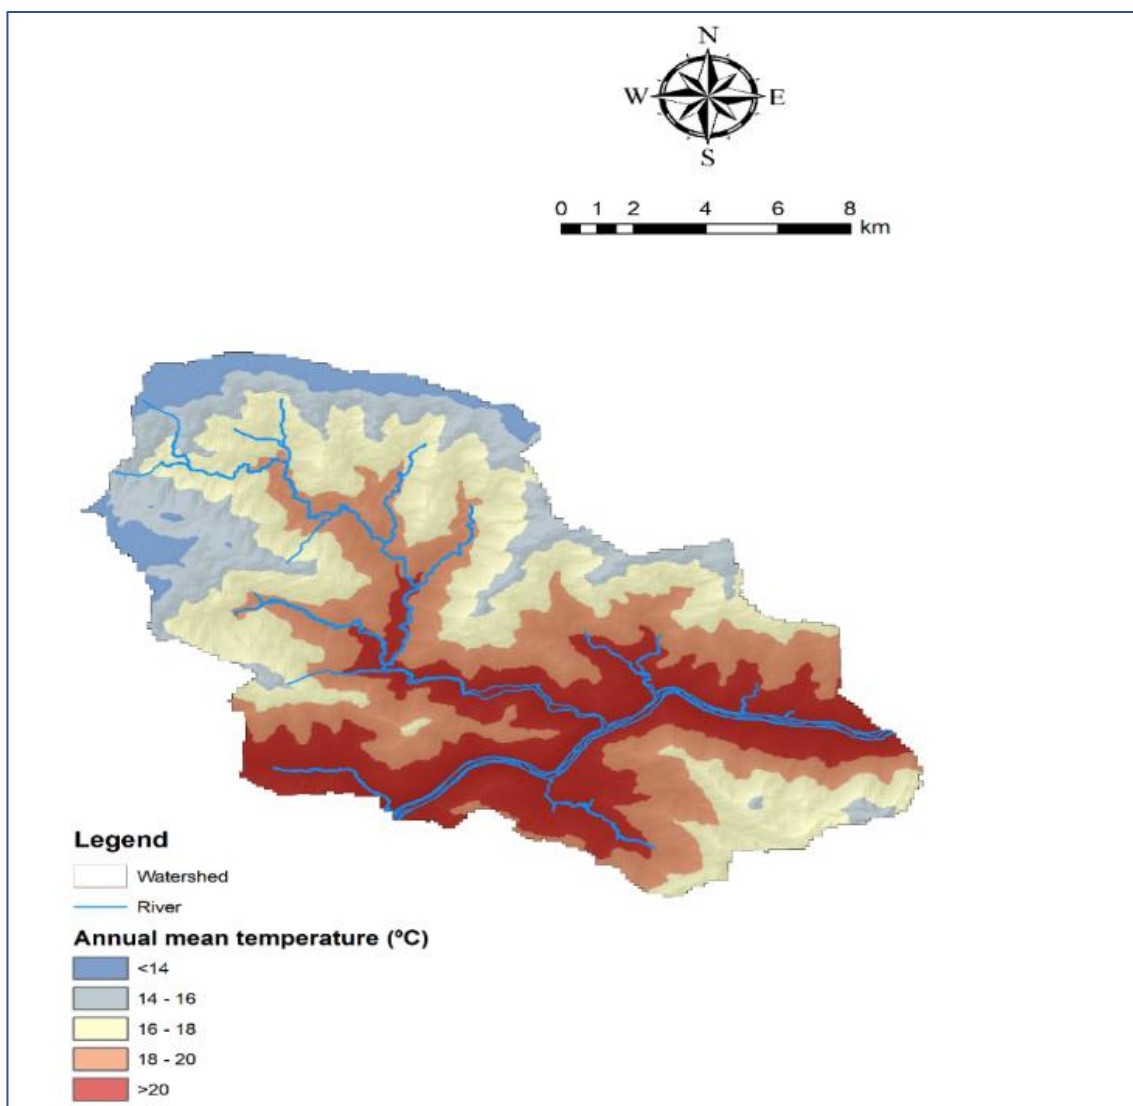 N
W E
S
0 1 2 4 6 8
km
Legend
Watershed
River
Annual mean temperature (ºC)
<14
14 - 16
16 - 18
18 - 20
>20